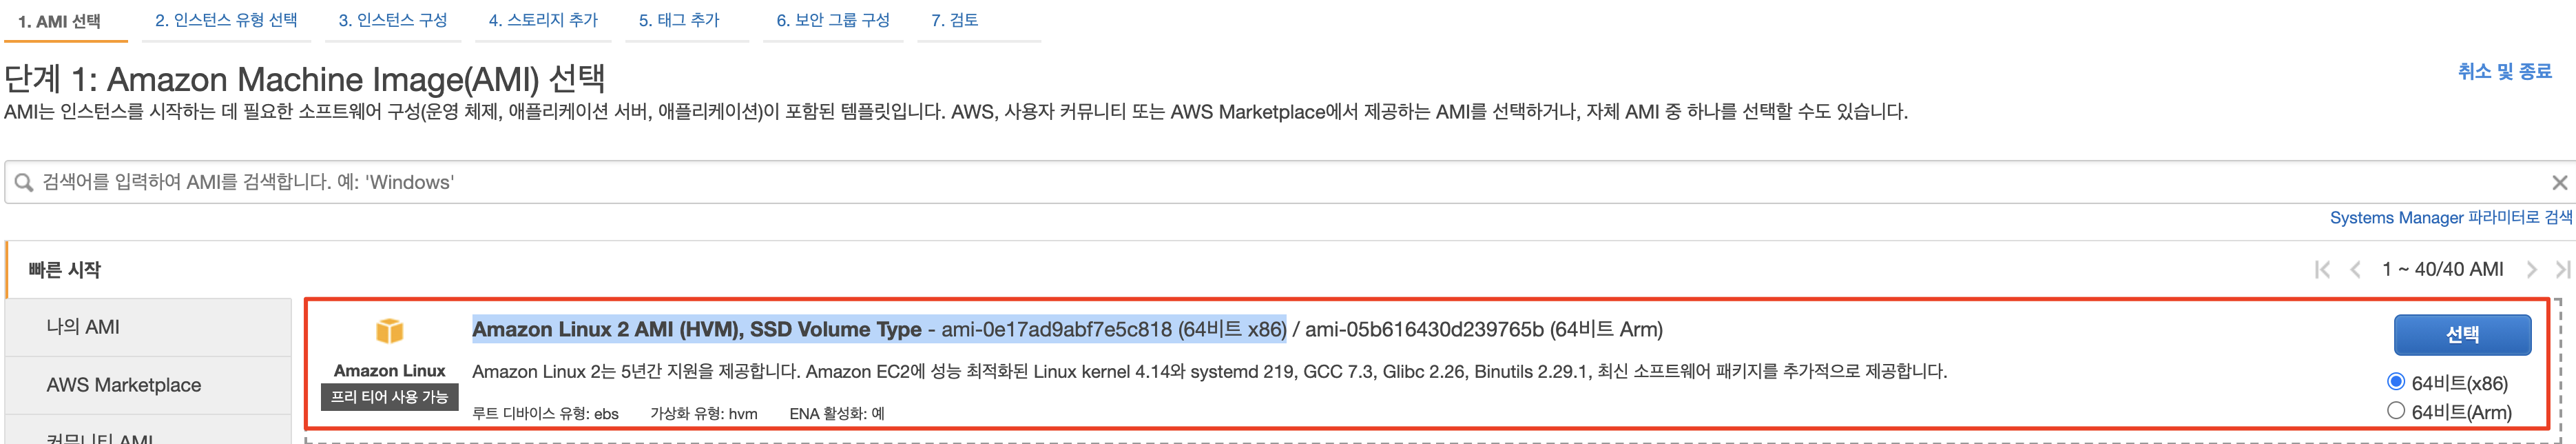 1. AMI 선택 2. 인스턴스 유형 선택 3. 인스턴스 구성 4. 스토리지 추가 5. 태그 추가 6. 보안 그룹 구성 7. 검토
단계 1: Amazon Machine Image(AMI) 선택
취소 및 종료
AMI는 인스턴스를 시작하는 데 필요한 소프트웨어 구성(운영 체제, 애플리케이션 서버, 애플리케이션)이 포함된 템플릿입니다. AWS, 사용자 커뮤니티 또는 AWS Marketplace에서 제공하는 AMI를 선택하거나, 자체 AMI 중 하나를 선택할 수도 있습니다.
검색어를 입력하여 AMI를 검색합니다. 예: 'Windows'
Systems Manager 파라미터로 검색
빠른 시작
1 ~ 40/40 AMI
나의 AMI
AWS Marketplace
커뮤니티 AMI
Amazon Linux
프리 티어 사용 가능
Amazon Linux 2 AMI (HVM), SSD Volume Type - ami-0e17ad9abf7e5c818 (64비트 x86) / ami-05b616430d239765b (64비트 Arm)
Amazon Linux 2는 5년간 지원을 제공합니다. Amazon EC2에 성능 최적화된 Linux kernel 4.14와 systemd 219, GCC 7.3, Glibc 2.26, Binutils 2.29.1, 최신 소프트웨어 패키지를 추가적으로 제공합니다.
루트 디바이스 유형: ebs 가상화 유형: hvm ENA 활성화: 예
선택
64비트(x86)
64비트(Arm)